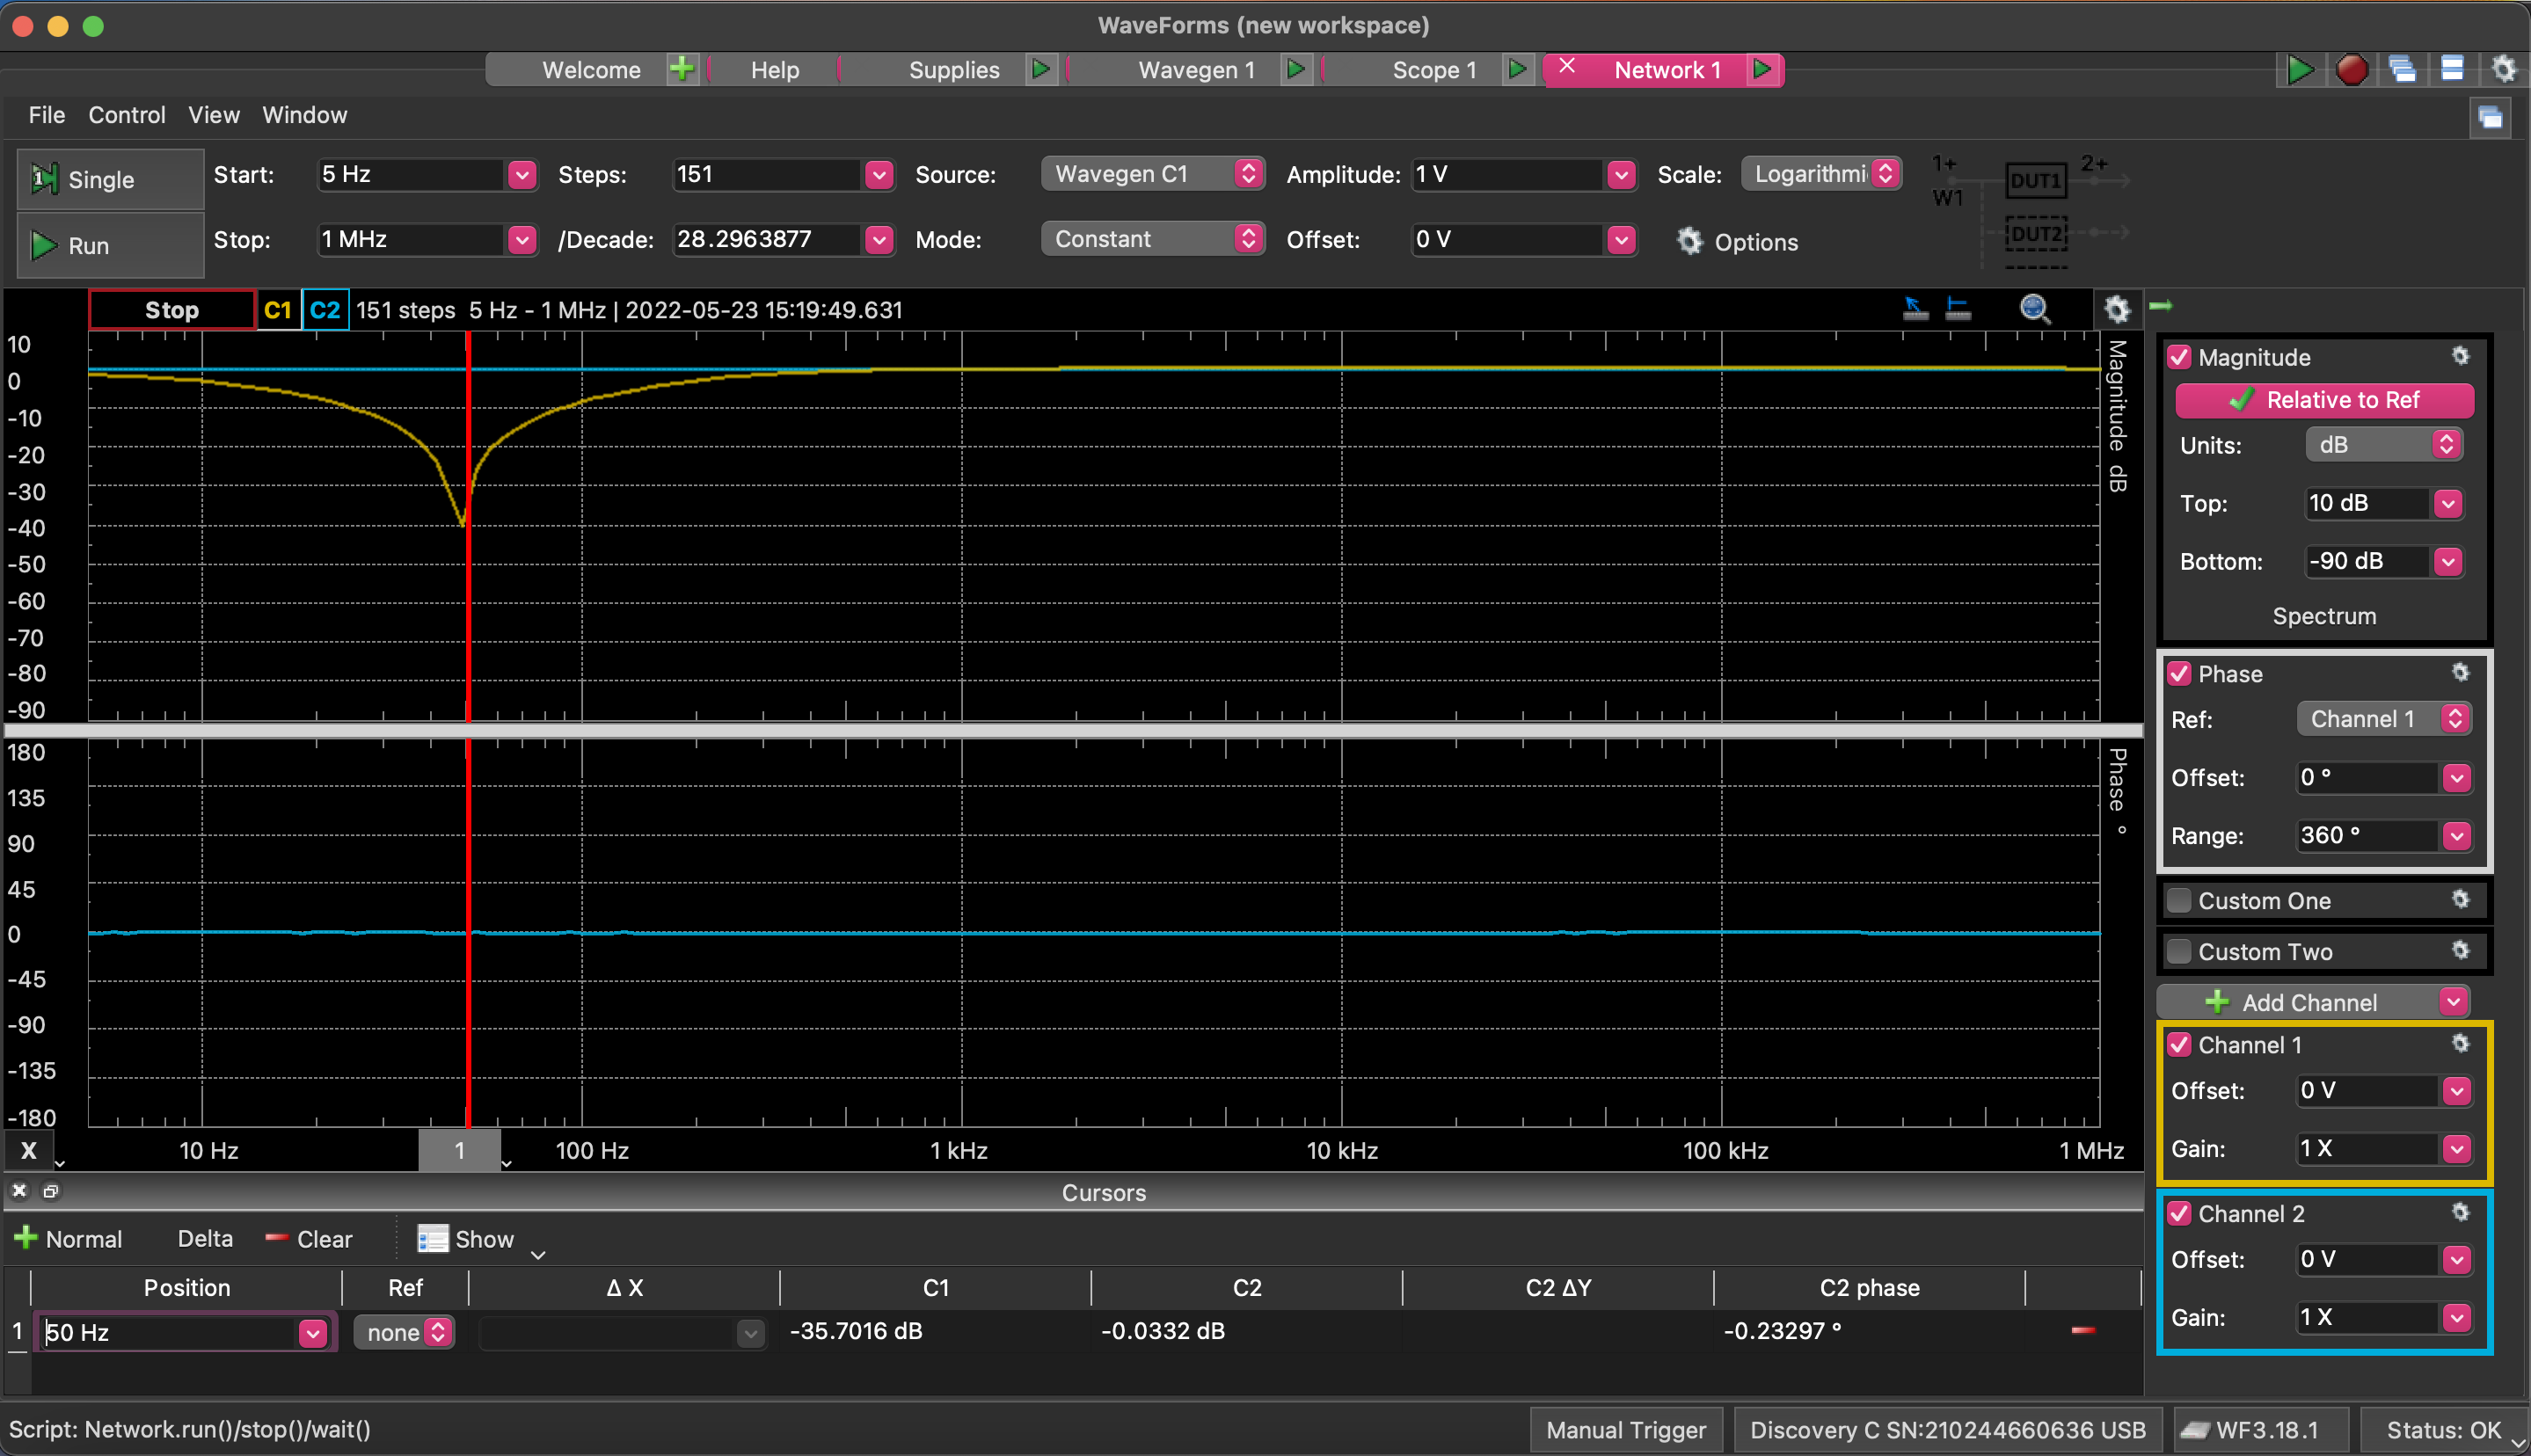 WaveForms (new workspace)
Welcome Help Supplies Wavegen 1 Scope 1 Network 1
File Control View Window
Single Start: 5 Hz Steps: 151 Source: Wavegen C1 Amplitude: 1 V Scale: Logarithmi 1+ W1 DUT1 2+
Run Stop: 1 MHz /Decade: 28.2963877 Mode: Constant Offset: 0 V Options DUT2
Stop C1 C2 151 steps 5 Hz - 1 MHz | 2022-05-23 15:19:49.631
10
0
-10
-20
-30
-40
-50
-60
-70
-80
-90
Magnitude dB
180
135
90
45
0
-45
-90
-135
-180
Phase °
X 10 Hz 1 100 Hz 1 kHz 10 kHz 100 kHz 1 MHz
Magnitude
Relative to Ref
Units: dB
Top: 10 dB
Bottom: -90 dB
Spectrum
Phase
Ref: Channel 1
Offset: 0 °
Range: 360 °
Custom One
Custom Two
Add Channel
Channel 1
Offset: 0 V
Gain: 1 X
Channel 2
Offset: 0 V
Gain: 1 X
Cursors
Normal Delta Clear Show
Position Ref Δ X C1 C2 C2 ΔY C2 phase
1 50 Hz none -35.7016 dB -0.0332 dB -0.23297 °
Script: Network.run()/stop()/wait() Manual Trigger Discovery C SN:210244660636 USB WF3.18.1 Status: OK